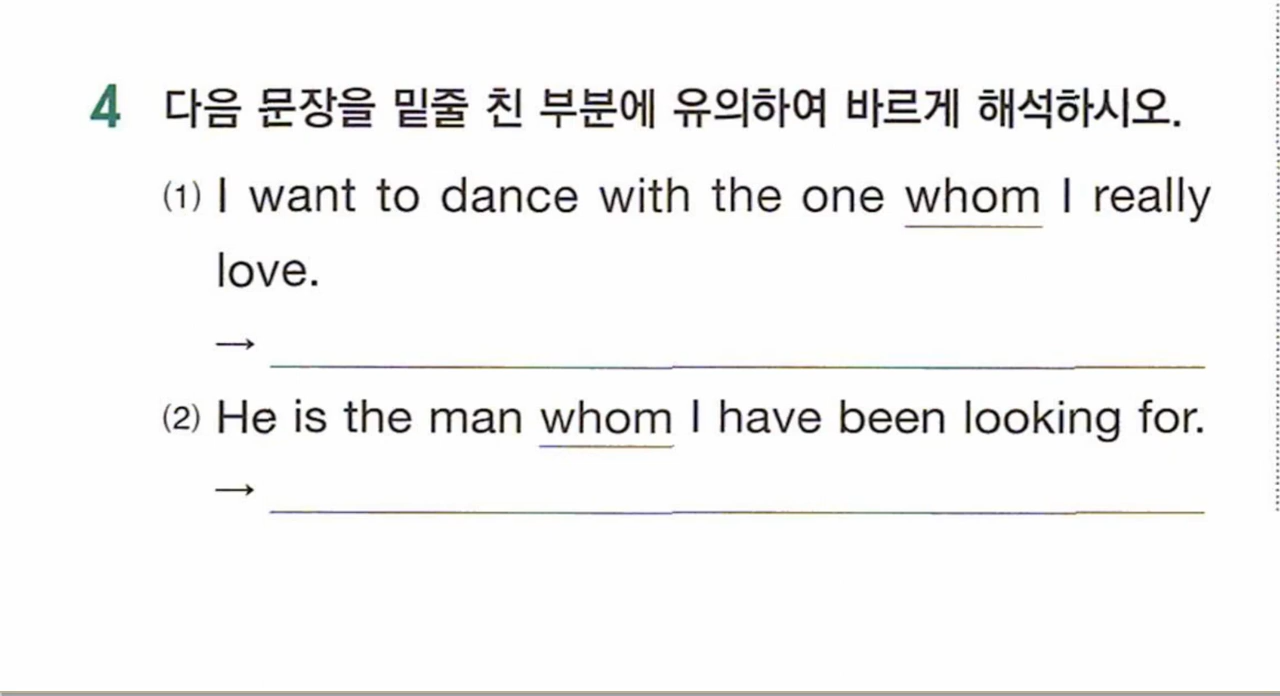 4 다음 문장을 밑줄 친 부분에 유의하여 바르게 해석하시오.
(1) I want to dance with the one whom I really
love.
→
(2) He is the man whom I have been looking for.
→